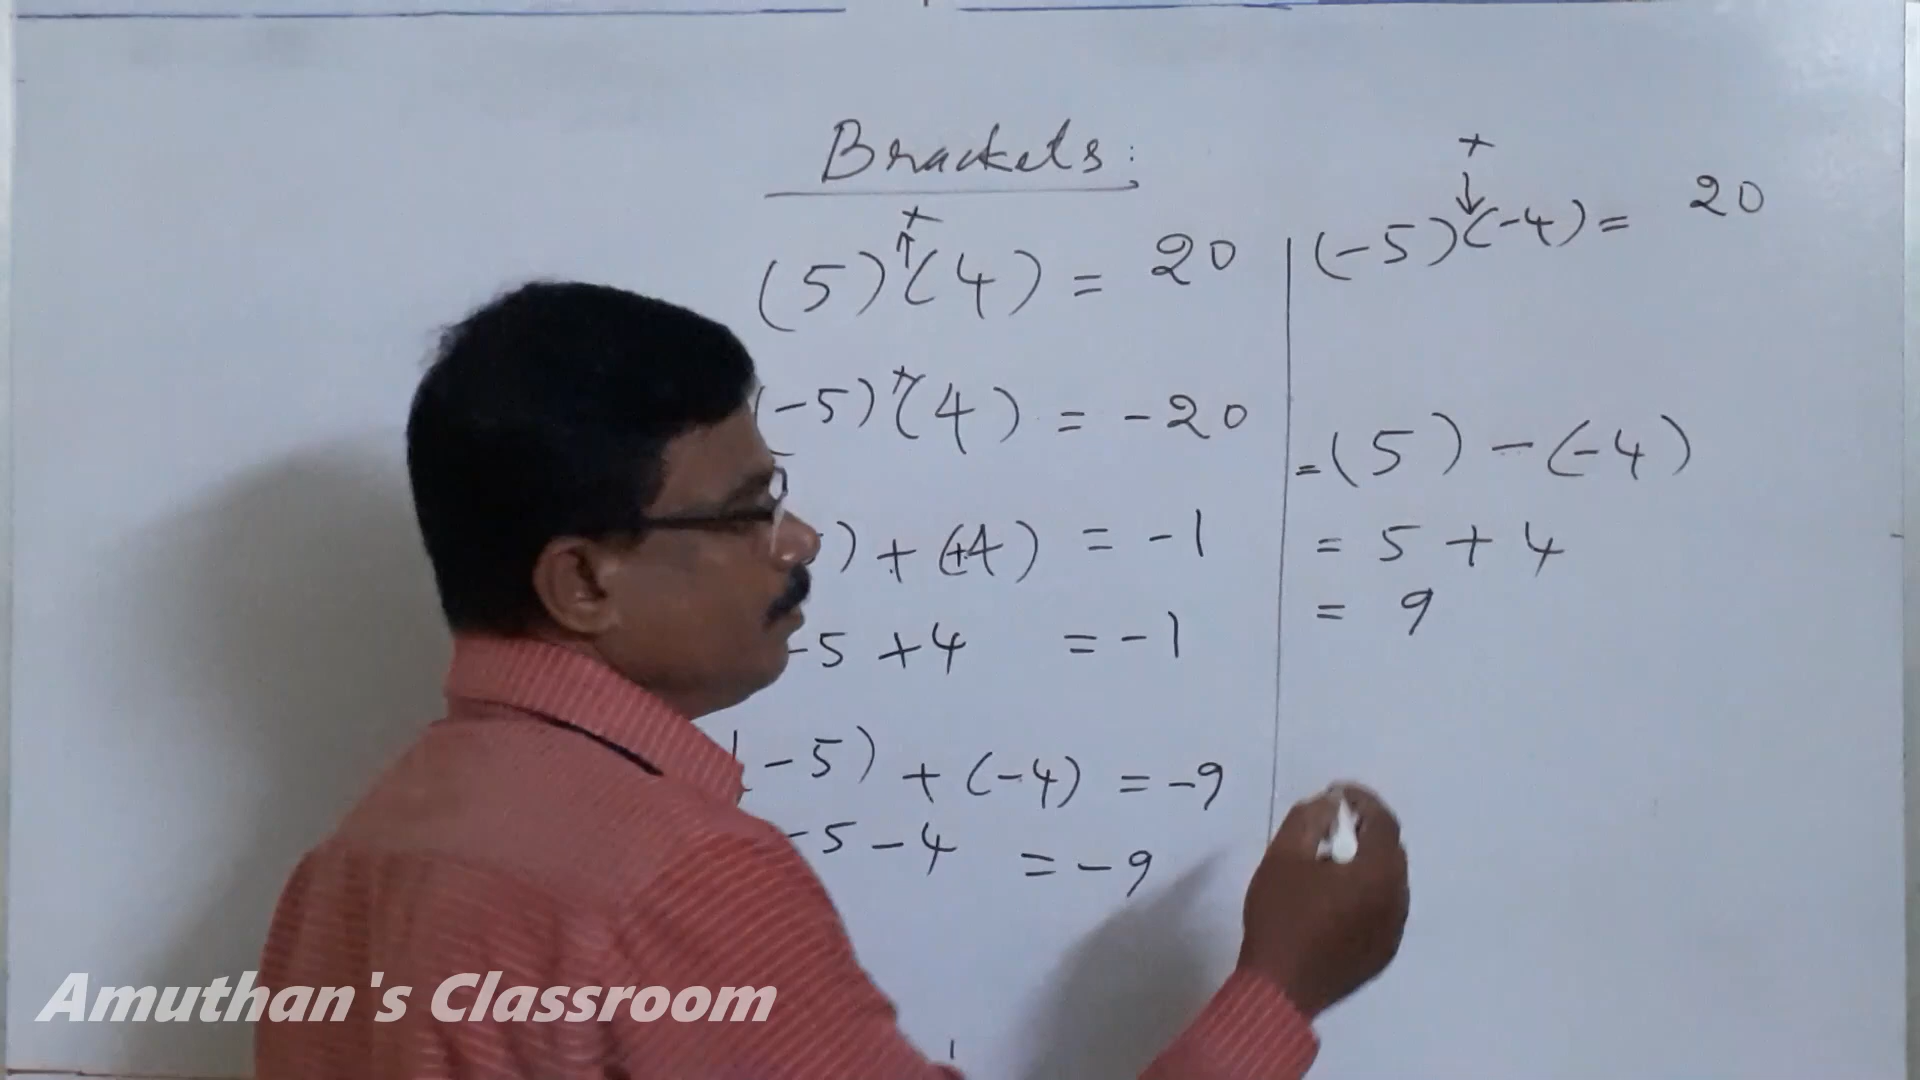 Brackets:
×
(5)(4) = 20
×
(-5)(4) = -20
) + (+4) = -1
-5 +4 = -1
(-5) + (-4) = -9
-5 -4 = -9
×
(-5)(-4) = 20
=(5) - (-4)
= 5 + 4
= 9
Amuthan's Classroom